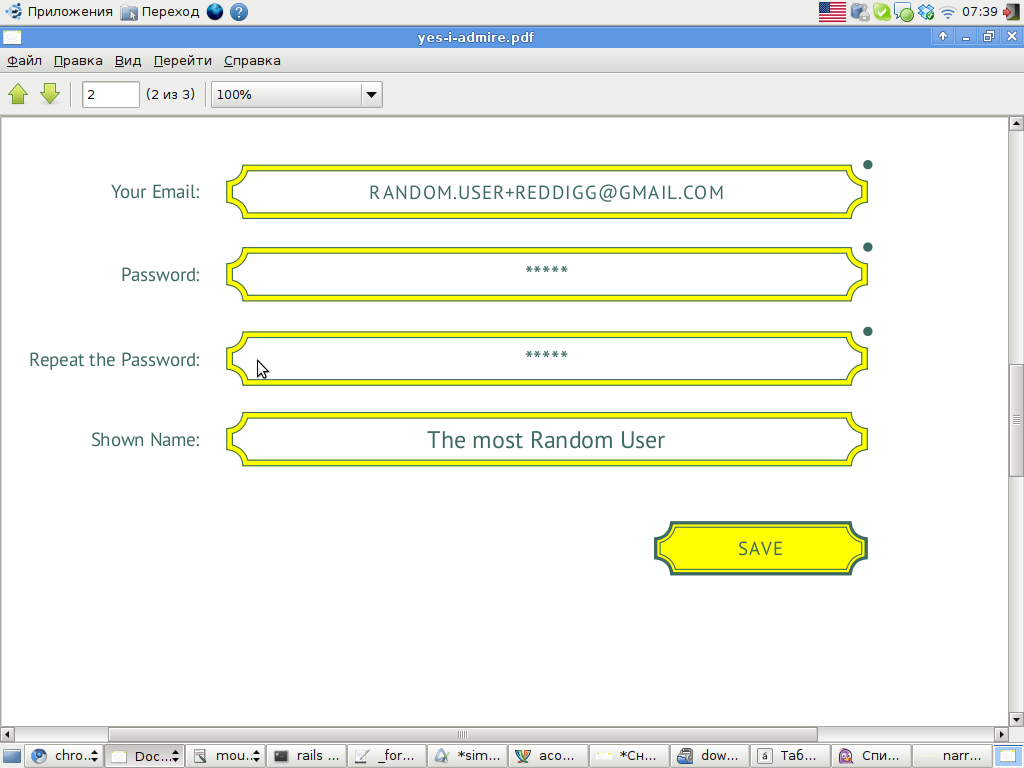 Приложения Переход 07:39
yes-i-admire.pdf
Файл Правка Вид Перейти Справка
2 (2 из 3) 100%
Your Email: RANDOM.USER+REDDIGG@GMAIL.COM
Password: *****
Repeat the Password: *****
Shown Name: The most Random User
SAVE
chro... Doc... mou... rails ... _for... *sim... aco... *Сн... dow... Таб... Спи... narr...